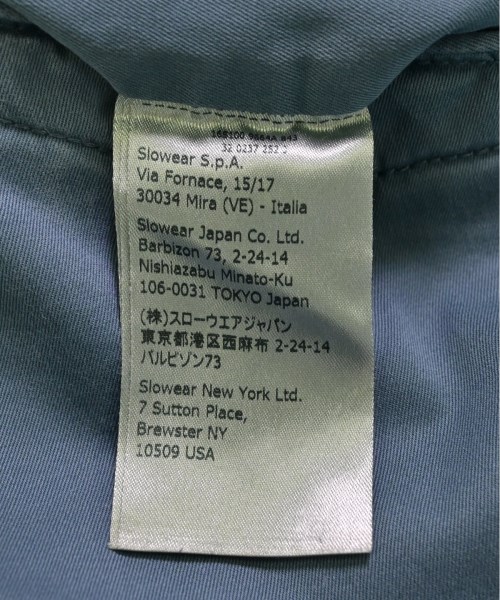 Slowear S.p.A.
Via Fornace, 15/17
30034 Mira (VE) - Italia
Slowear Japan Co. Ltd.
Barbizon 73, 2-24-14
Nishiazabu Minato-Ku
106-0031 TOKYO Japan
(株)スローウエアジャパン
東京都港区西麻布 2-24-14
バルビゾン73
Slowear New York Ltd.
7 Sutton Place,
Brewster NY
10509 USA